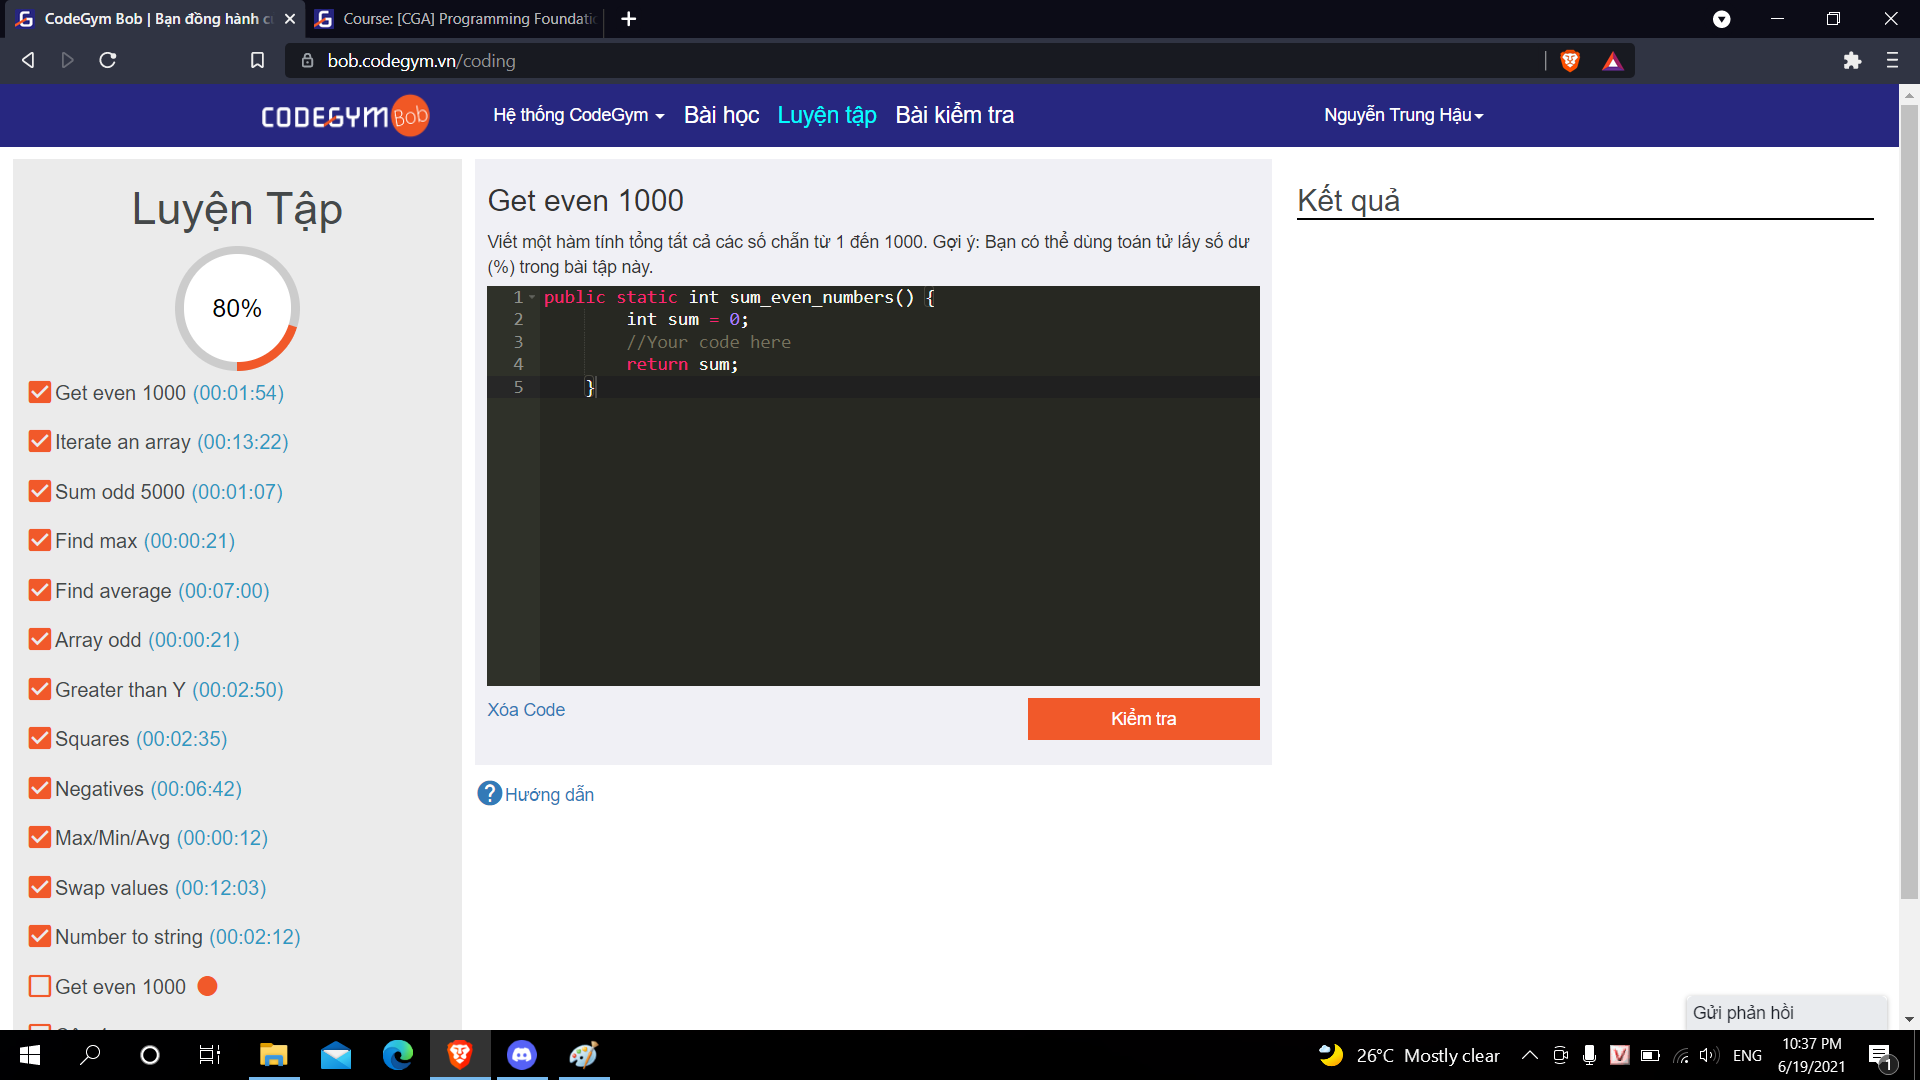 CodeGym Bob | Bạn đồng hành c
Course: [CGA] Programming Foundatic
bob.codegym.vn/coding
CODEGYM Bob
Hệ thống CodeGym
Bài học
Luyện tập
Bài kiểm tra
Nguyễn Trung Hậu
Luyện Tập
80%
Get even 1000 (00:01:54)
Iterate an array (00:13:22)
Sum odd 5000 (00:01:07)
Find max (00:00:21)
Find average (00:07:00)
Array odd (00:00:21)
Greater than Y (00:02:50)
Squares (00:02:35)
Negatives (00:06:42)
Max/Min/Avg (00:00:12)
Swap values (00:12:03)
Number to string (00:02:12)
Get even 1000
Get even 1000
Viết một hàm tính tổng tất cả các số chẵn từ 1 đến 1000. Gợi ý: Bạn có thể dùng toán tử lấy số dư
(%) trong bài tập này.
1 public static int sum_even_numbers() {
2 int sum = 0;
3 //Your code here
4 return sum;
5 }
Xóa Code
Kiểm tra
? Hướng dẫn
Kết quả
Gửi phản hồi
26°C Mostly clear
V
ENG
10:37 PM
6/19/2021
1